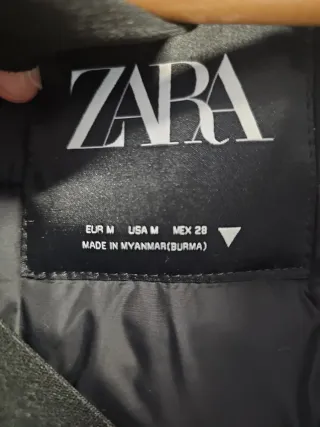 ZARA
EUR M USA M MEX 28
MADE IN MYANMAR(BURMA)